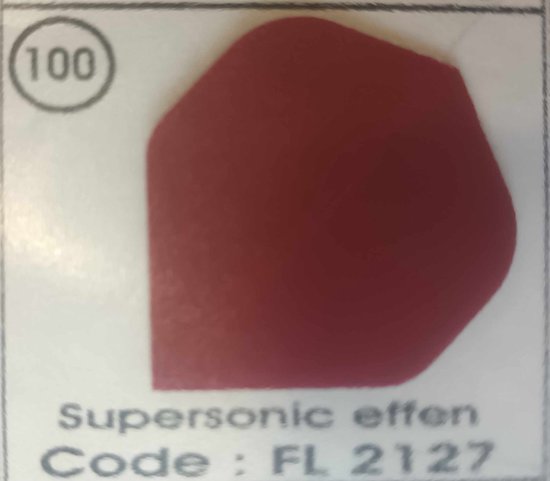 100
Supersonic effen
Code : FL 2127